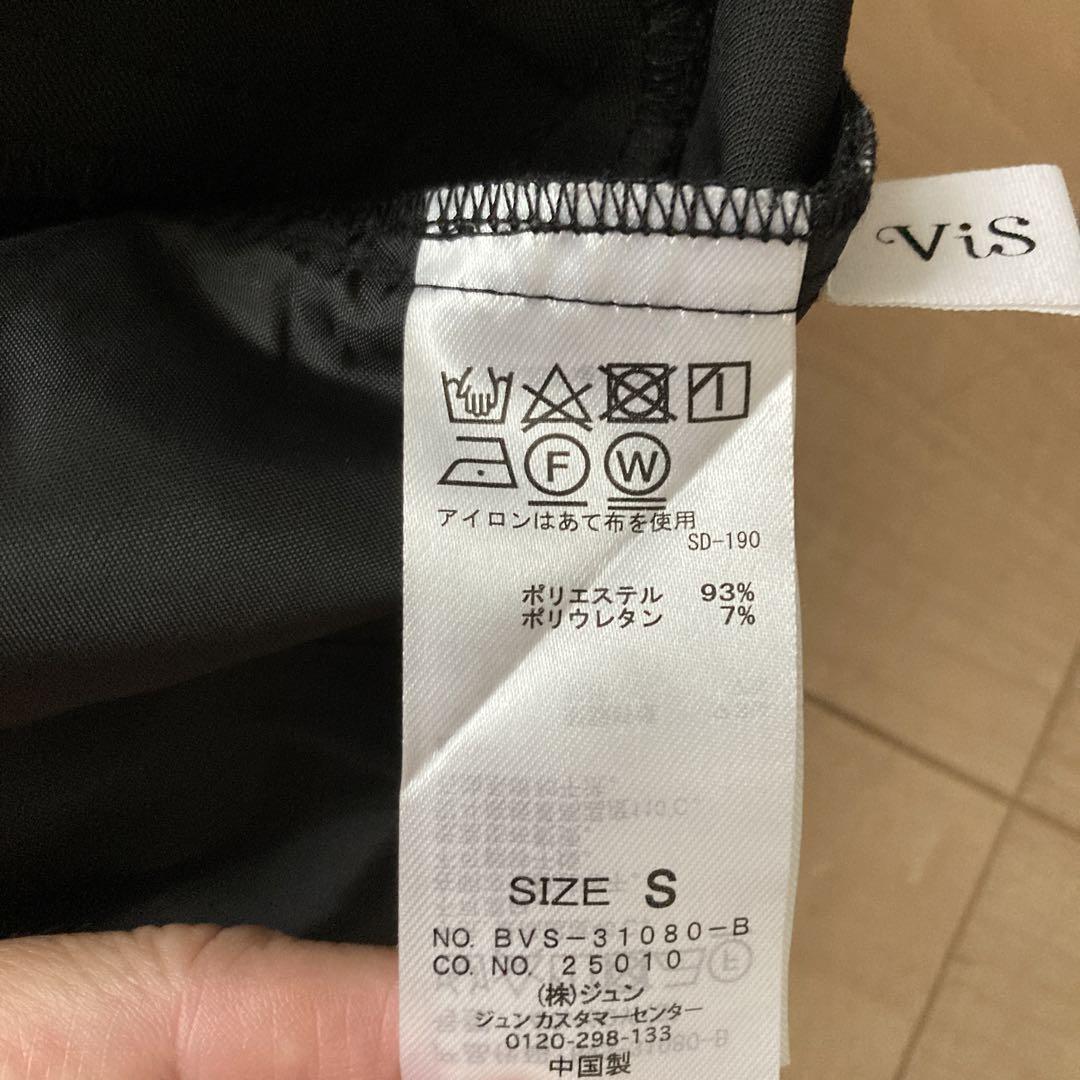 ViS
F W
アイロンはあて布を使用
SD-190
ポリエステル 93%
ポリウレタン 7%
SIZE S
NO. BVS-31080-B
CO. NO. 25010
(株)ジュン
ジュンカスタマーセンター
0120-298-133
中国製